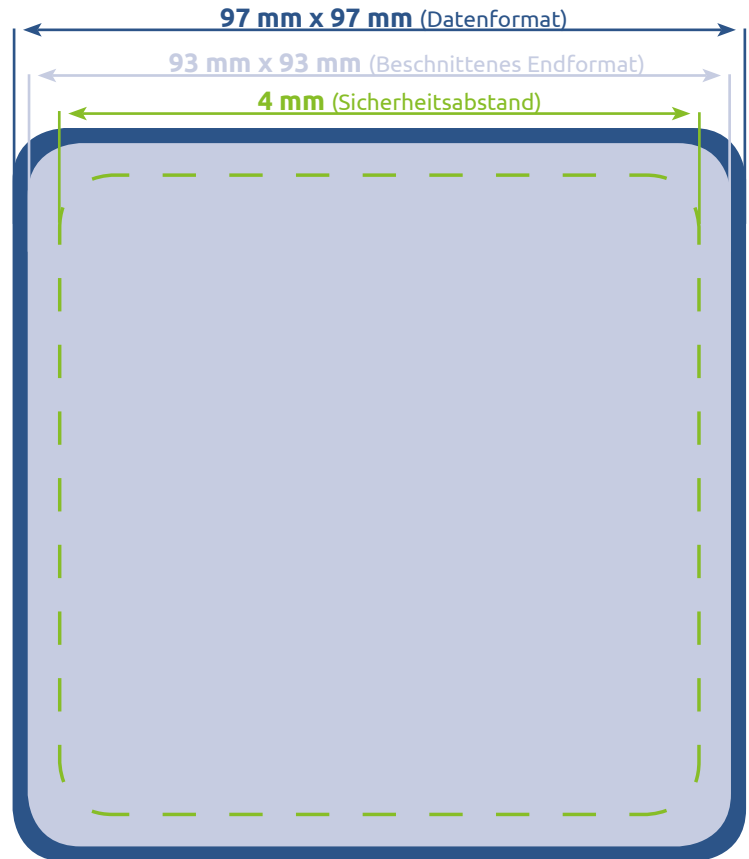 97 mm x 97 mm (Datenformat)
93 mm x 93 mm (Beschnittenes Endformat)
4 mm (Sicherheitsabstand)